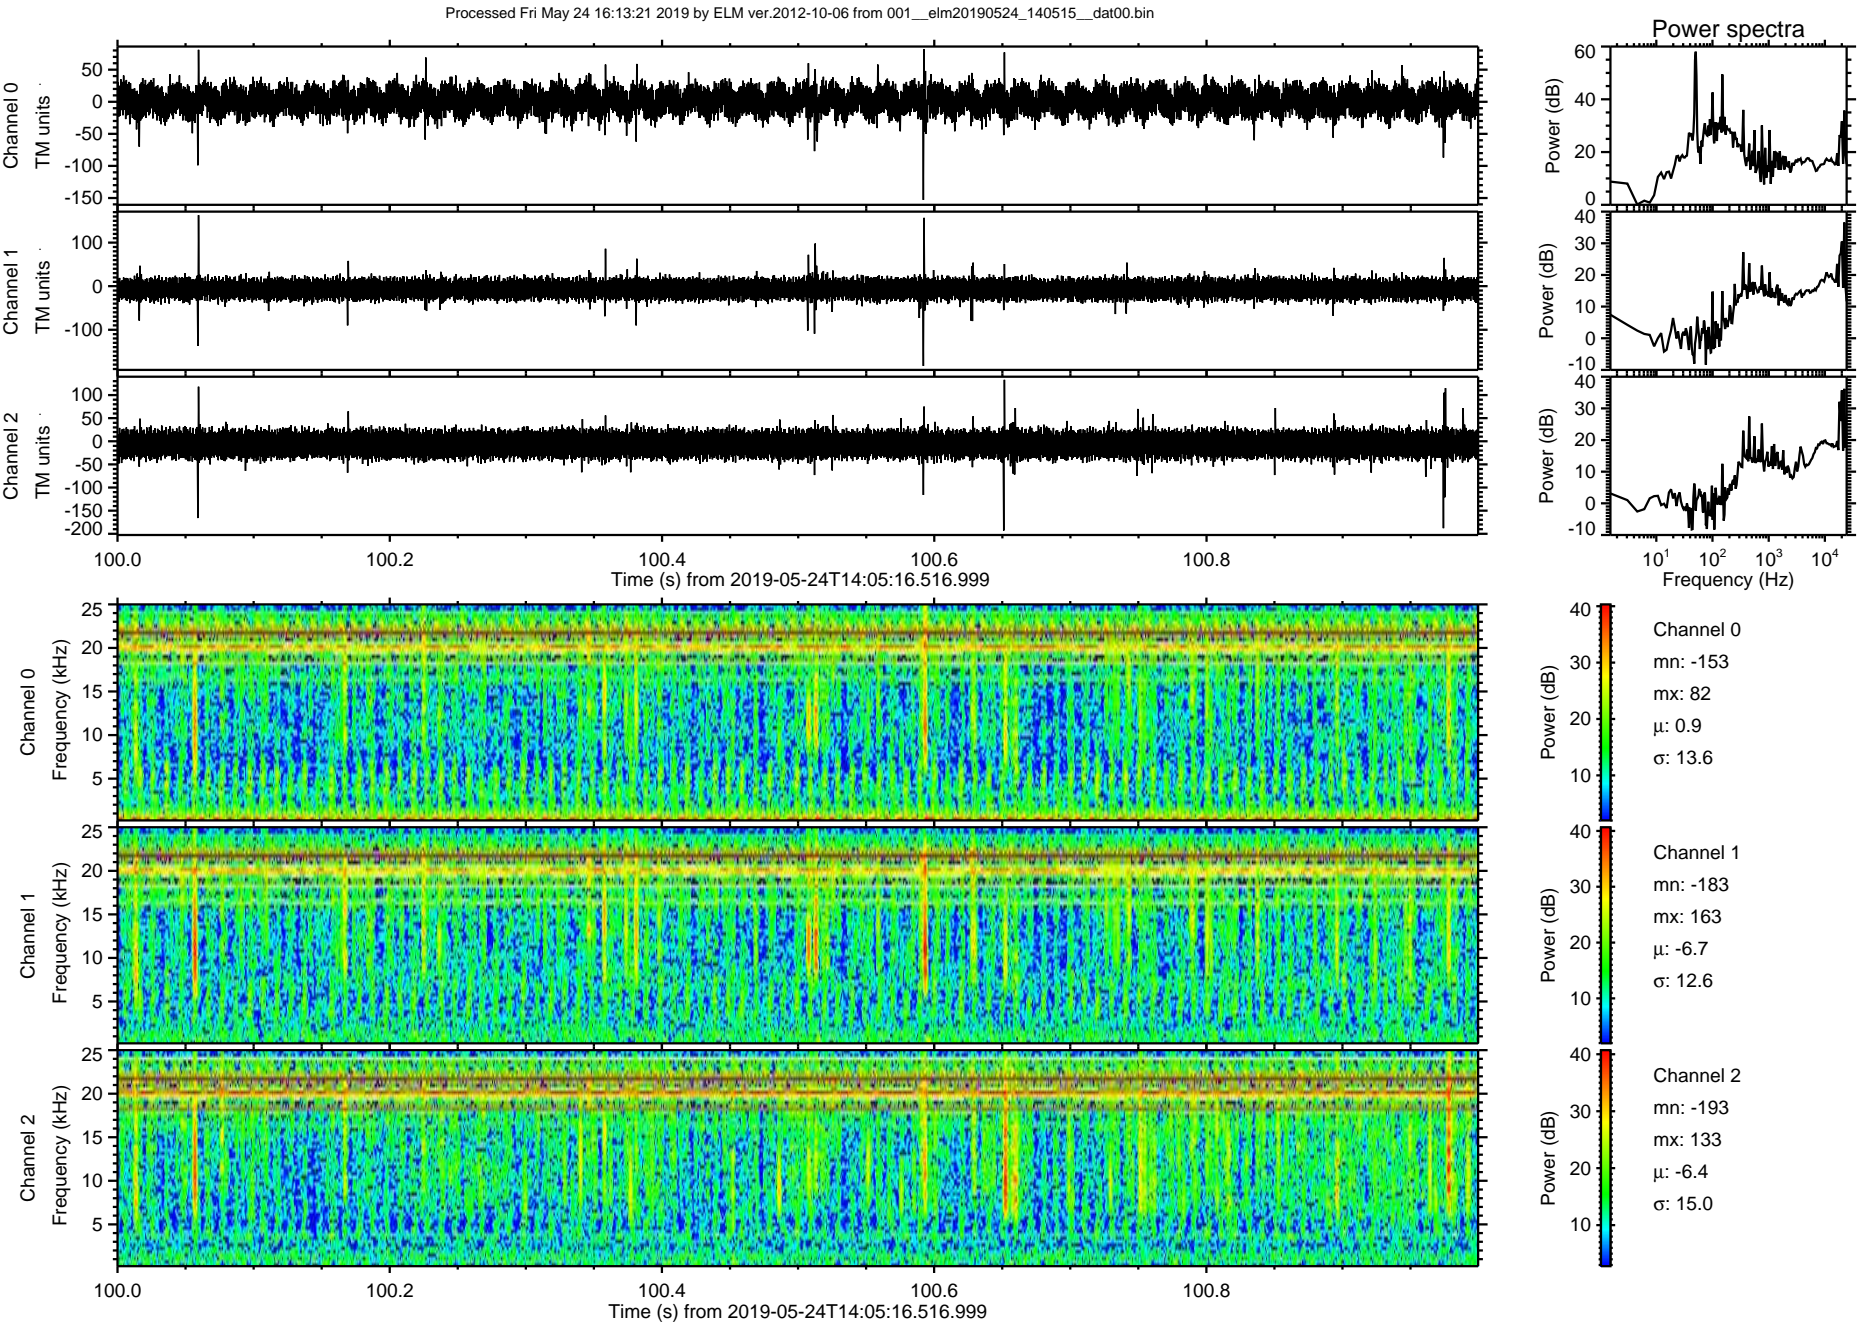 Processed Fri May 24 16:13:21 2019 by ELM ver.2012-10-06 from 001__elm20190524_140515__dat00.bin
Power spectra
Channel 0
TM units
50
0
-50
-100
-150
Power (dB)
60
40
20
0
Channel 1
TM units
100
0
-100
Power (dB)
40
30
20
10
0
-10
Channel 2
TM units
100
50
0
-50
-100
-150
-200
Power (dB)
40
30
20
10
0
-10
100.0 100.2 100.4 100.6 100.8
Time (s) from 2019-05-24T14:05:16.516.999
10^1 10^2 10^3 10^4
Frequency (Hz)
Channel 0
Frequency (kHz)
25
20
15
10
5
Power (dB)
40
30
20
10
Channel 0
mn: -153
mx: 82
μ: 0.9
σ: 13.6
Channel 1
Frequency (kHz)
25
20
15
10
5
Power (dB)
40
30
20
10
Channel 1
mn: -183
mx: 163
μ: -6.7
σ: 12.6
Channel 2
Frequency (kHz)
25
20
15
10
5
Power (dB)
40
30
20
10
Channel 2
mn: -193
mx: 133
μ: -6.4
σ: 15.0
100.0 100.2 100.4 100.6 100.8
Time (s) from 2019-05-24T14:05:16.516.999